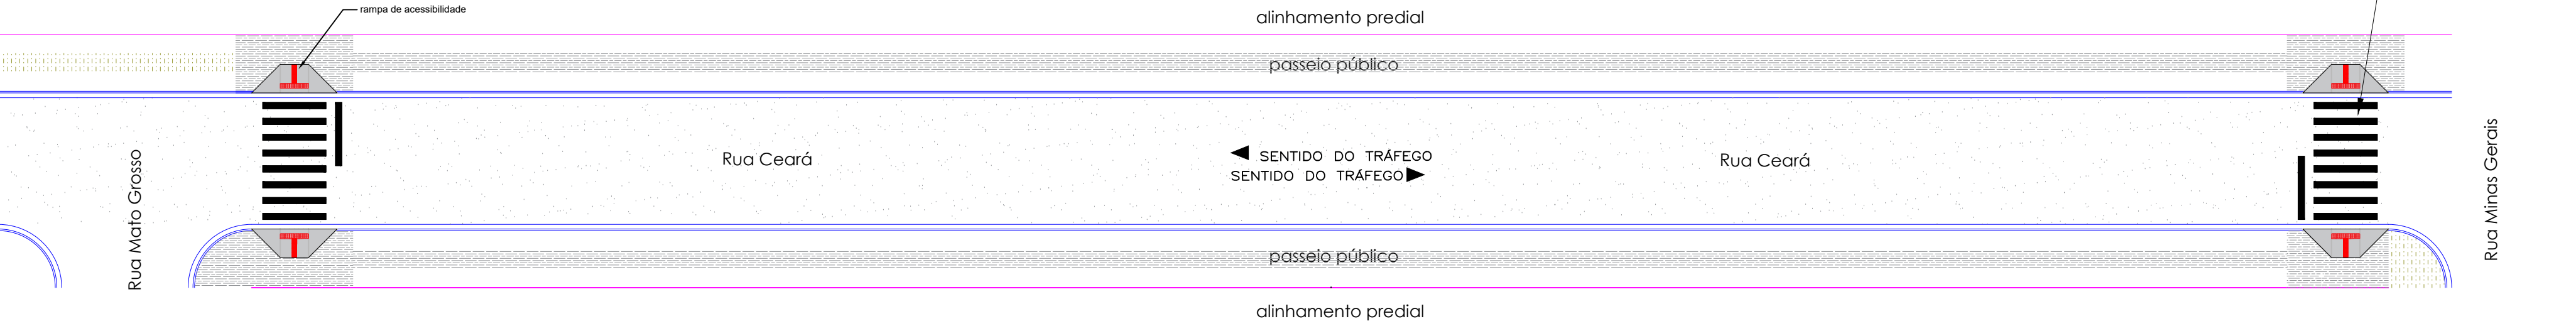 rampa de acessibilidade
alinhamento predial
passeio público
Rua Mato Grosso
Rua Ceará
SENTIDO DO TRÁFEGO
SENTIDO DO TRÁFEGO
Rua Ceará
Rua Minas Gerais
passeio público
alinhamento predial